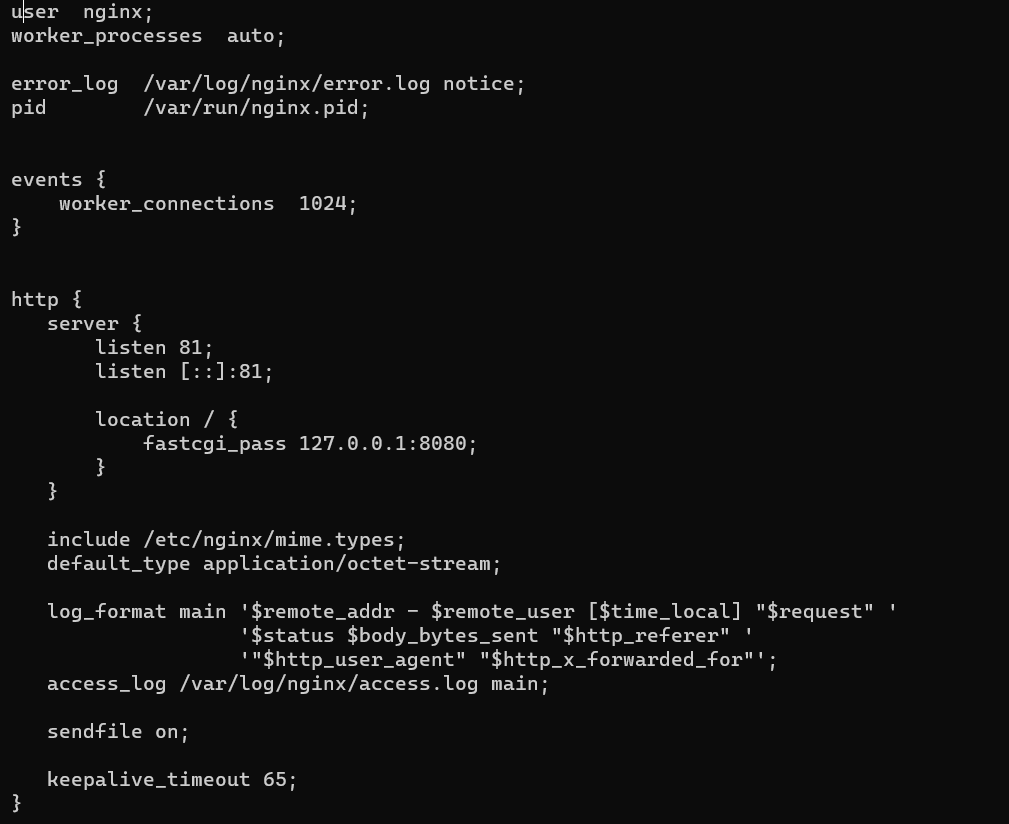 user  nginx;
worker_processes  auto;
error_log  /var/log/nginx/error.log notice;
pid        /var/run/nginx.pid;
events {
    worker_connections  1024;
}
http {
   server {
       listen 81;
       listen [::]:81;
       location / {
           fastcgi_pass 127.0.0.1:8080;
       }
   }
   include /etc/nginx/mime.types;
   default_type application/octet-stream;
   log_format main '$remote_addr - $remote_user [$time_local] "$request" '
                   '$status $body_bytes_sent "$http_referer" '
                   '"$http_user_agent" "$http_x_forwarded_for"';
   access_log /var/log/nginx/access.log main;
   sendfile on;
   keepalive_timeout 65;
}